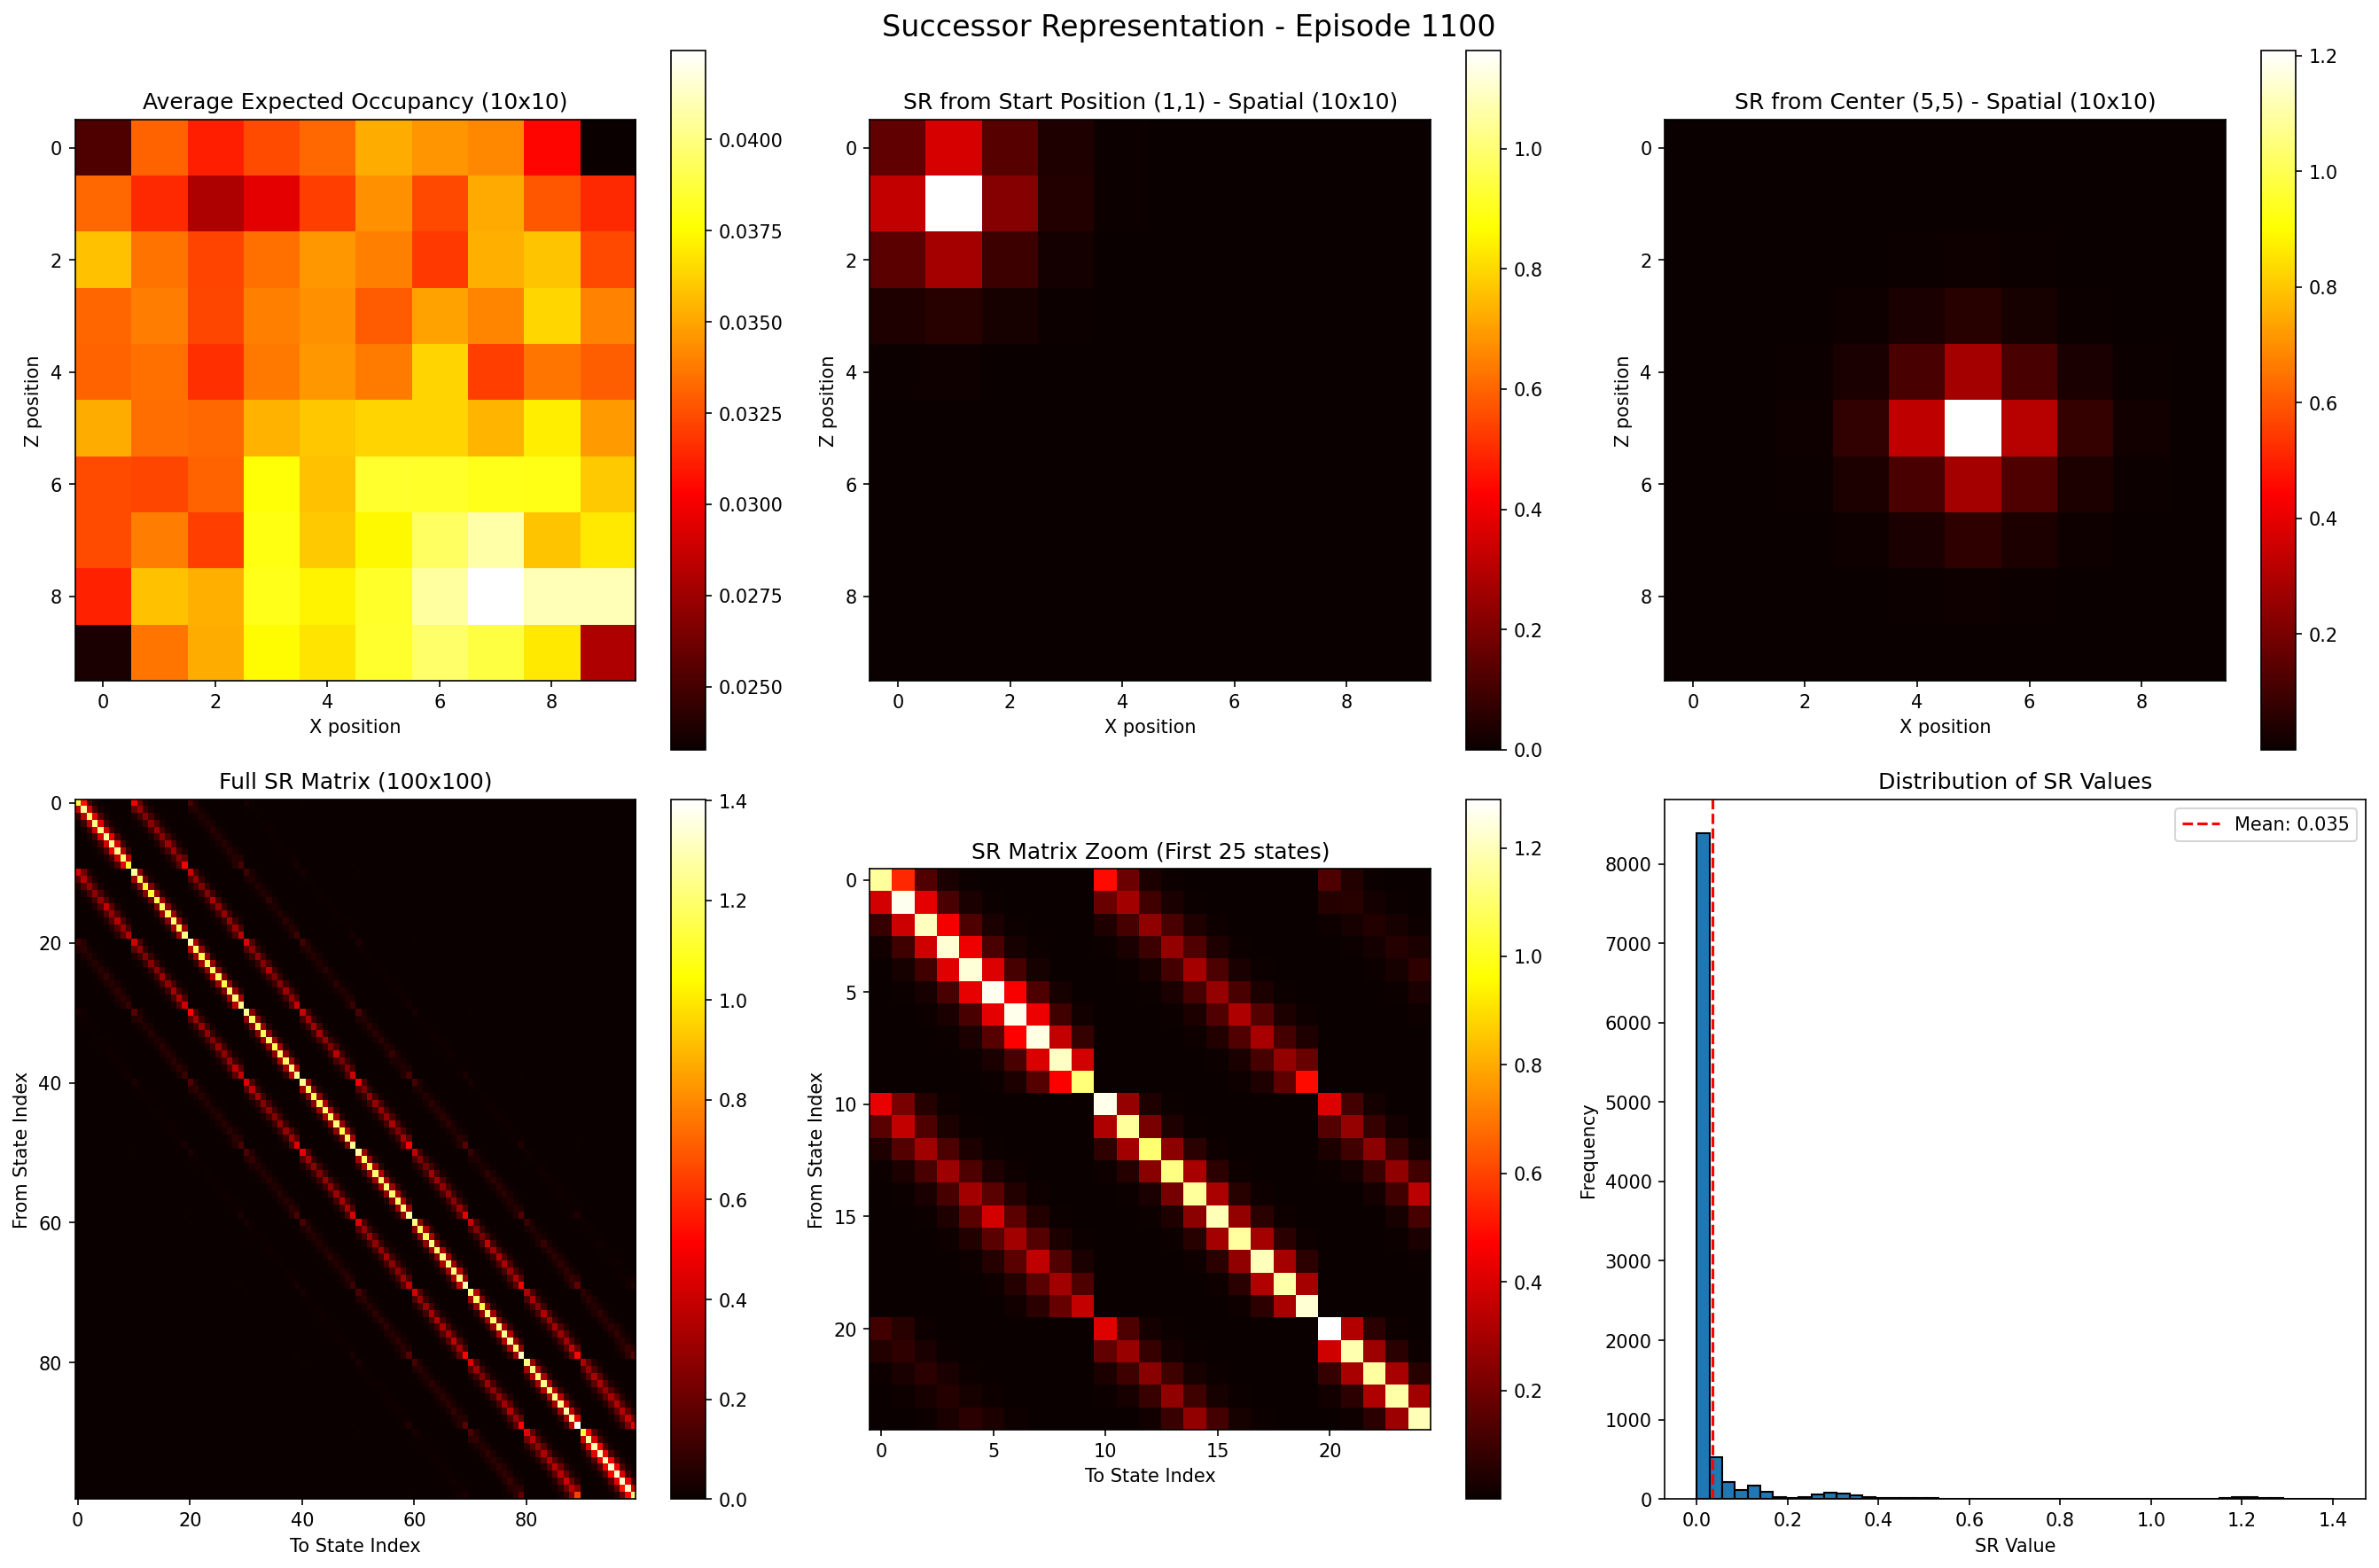 Successor Representation - Episode 1100
Average Expected Occupancy (10x10)
0
2
4
6
8
Z position
0 2 4 6 8
X position
0.0400
0.0375
0.0350
0.0325
0.0300
0.0275
0.0250
SR from Start Position (1,1) - Spatial (10x10)
0
2
4
6
8
Z position
0 2 4 6 8
X position
1.0
0.8
0.6
0.4
0.2
0.0
SR from Center (5,5) - Spatial (10x10)
0
2
4
6
8
Z position
0 2 4 6 8
X position
1.2
1.0
0.8
0.6
0.4
0.2
Full SR Matrix (100x100)
0
20
40
60
80
From State Index
0 20 40 60 80
To State Index
1.4
1.2
1.0
0.8
0.6
0.4
0.2
0.0
SR Matrix Zoom (First 25 states)
0
5
10
15
20
From State Index
0 5 10 15 20
To State Index
1.2
1.0
0.8
0.6
0.4
0.2
Distribution of SR Values
Mean: 0.035
8000
7000
6000
5000
4000
3000
2000
1000
0
Frequency
0.0 0.2 0.4 0.6 0.8 1.0 1.2 1.4
SR Value